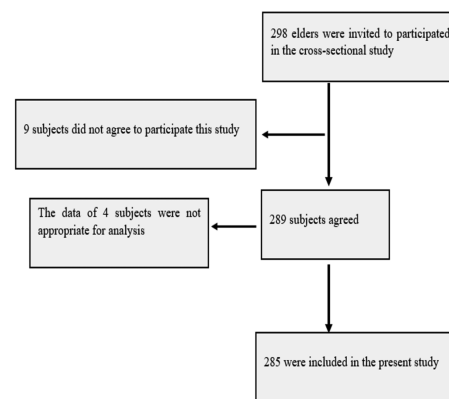 298 elders were invited to participated
in the cross-sectional study
9 subjects did not agree to participate this study
The data of 4 subjects were not
appropriate for analysis
289 subjects agreed
285 were included in the present study